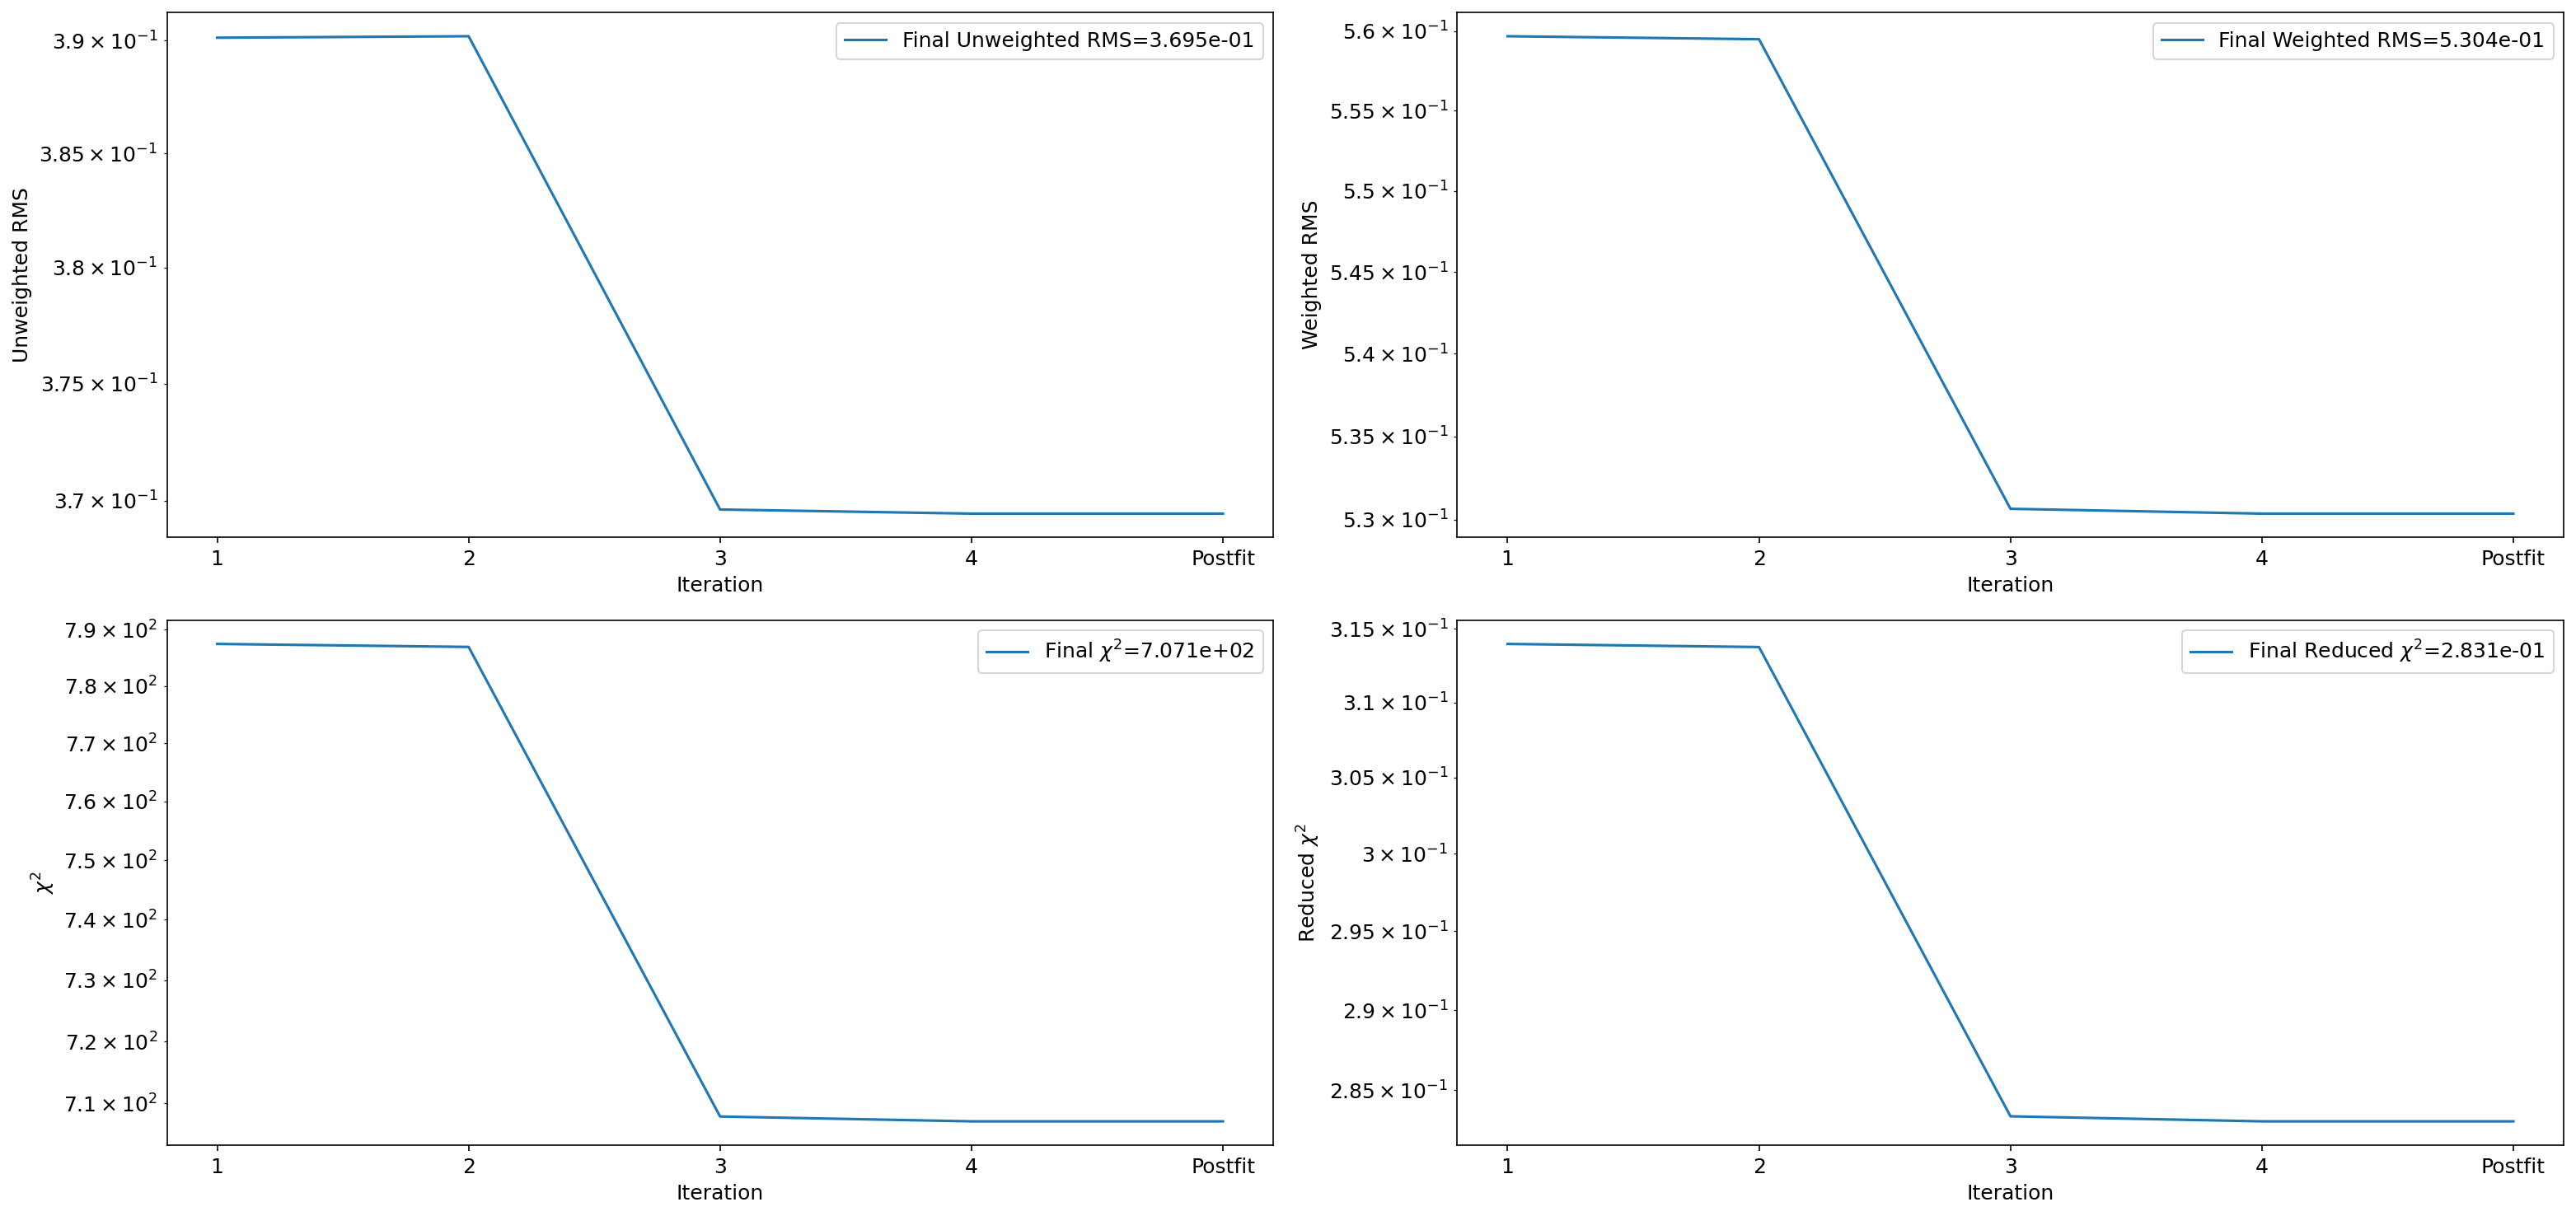 Final Unweighted RMS=3.695e-01
3.9 × 10⁻¹
3.85 × 10⁻¹
3.8 × 10⁻¹
3.75 × 10⁻¹
3.7 × 10⁻¹
Unweighted RMS
1 2 3 4 Postfit
Iteration
Final Weighted RMS=5.304e-01
5.6 × 10⁻¹
5.55 × 10⁻¹
5.5 × 10⁻¹
5.45 × 10⁻¹
5.4 × 10⁻¹
5.35 × 10⁻¹
5.3 × 10⁻¹
Weighted RMS
1 2 3 4 Postfit
Iteration
Final χ²=7.071e+02
7.9 × 10²
7.8 × 10²
7.7 × 10²
7.6 × 10²
7.5 × 10²
7.4 × 10²
7.3 × 10²
7.2 × 10²
7.1 × 10²
χ²
1 2 3 4 Postfit
Iteration
Final Reduced χ²=2.831e-01
3.15 × 10⁻¹
3.1 × 10⁻¹
3.05 × 10⁻¹
3 × 10⁻¹
2.95 × 10⁻¹
2.9 × 10⁻¹
2.85 × 10⁻¹
Reduced χ²
1 2 3 4 Postfit
Iteration